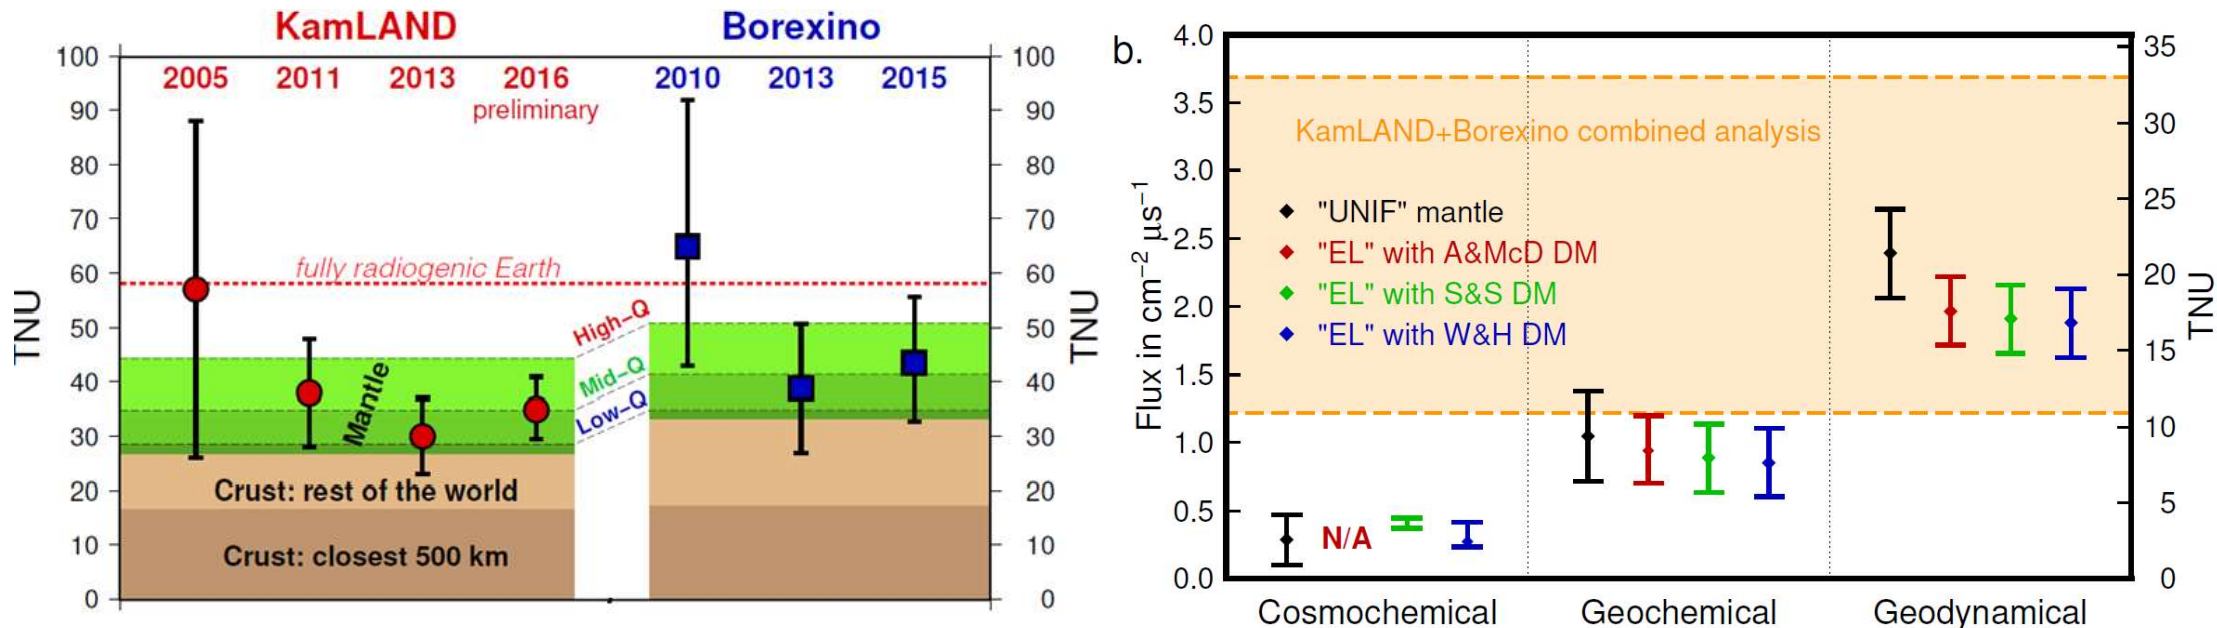 KamLAND Borexino
2005 2011 2013 2016 2010 2013 2015
preliminary
100 100
90 90
80 80
70 70
60 60
50 50
40 40
30 30
20 20
10 10
0 0
TNU
TNU
fully radiogenic Earth
High-Q
Mid-Q
Low-Q
Mantle
Crust: rest of the world
Crust: closest 500 km
b.
4.0
3.5
3.0
2.5
2.0
1.5
1.0
0.5
0.0
Flux in cm⁻² µs⁻¹
KamLAND+Borexino combined analysis
"UNIF" mantle
"EL" with A&McD DM
"EL" with S&S DM
"EL" with W&H DM
N/A
35
30
25
20
15
10
5
0
TNU
Cosmochemical Geochemical Geodynamical